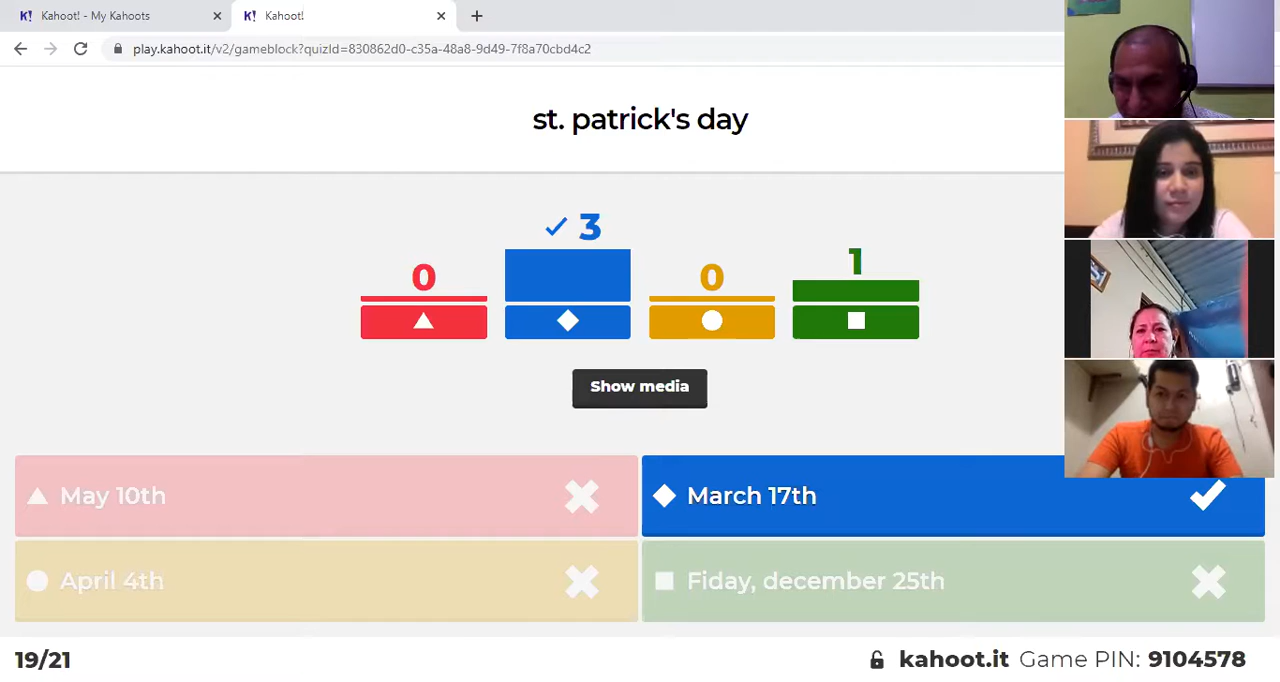 K! Kahoot! - My Kahoots
K! Kahoot!
play.kahoot.it/v2/gameblock?quizId=830862d0-c35a-48a8-9d49-7f8a70cbd4c2
st. patrick's day
0
3
0
1
Show media
May 10th
March 17th
April 4th
Fiday, december 25th
19/21
kahoot.it Game PIN: 9104578